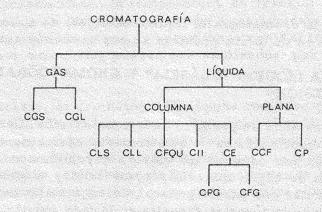 CROMATOGRAFÍA
GAS
LÍQUIDA
COLUMNA
PLANA
CGS
CGL
CLS
CLL
CFQU
CII
CE
CCF
CP
CPG
CFG